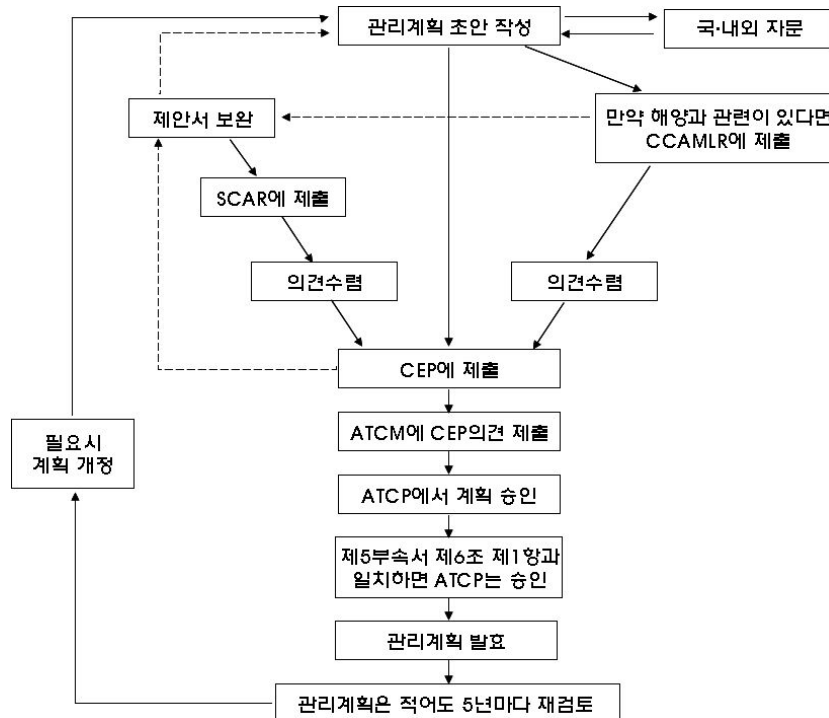 관리계획 초안 작성
국·내외 자문
제안서 보완
만약 해양과 관련이 있다면
CCAMLR에 제출
SCAR에 제출
의견수렴
의견수렴
CEP에 제출
필요시
계획 개정
ATCM에 CEP의견 제출
ATCP에서 계획 승인
제5부속서 제6조 제1항과
일치하면 ATCP는 승인
관리계획 발효
관리계획은 적어도 5년마다 재검토